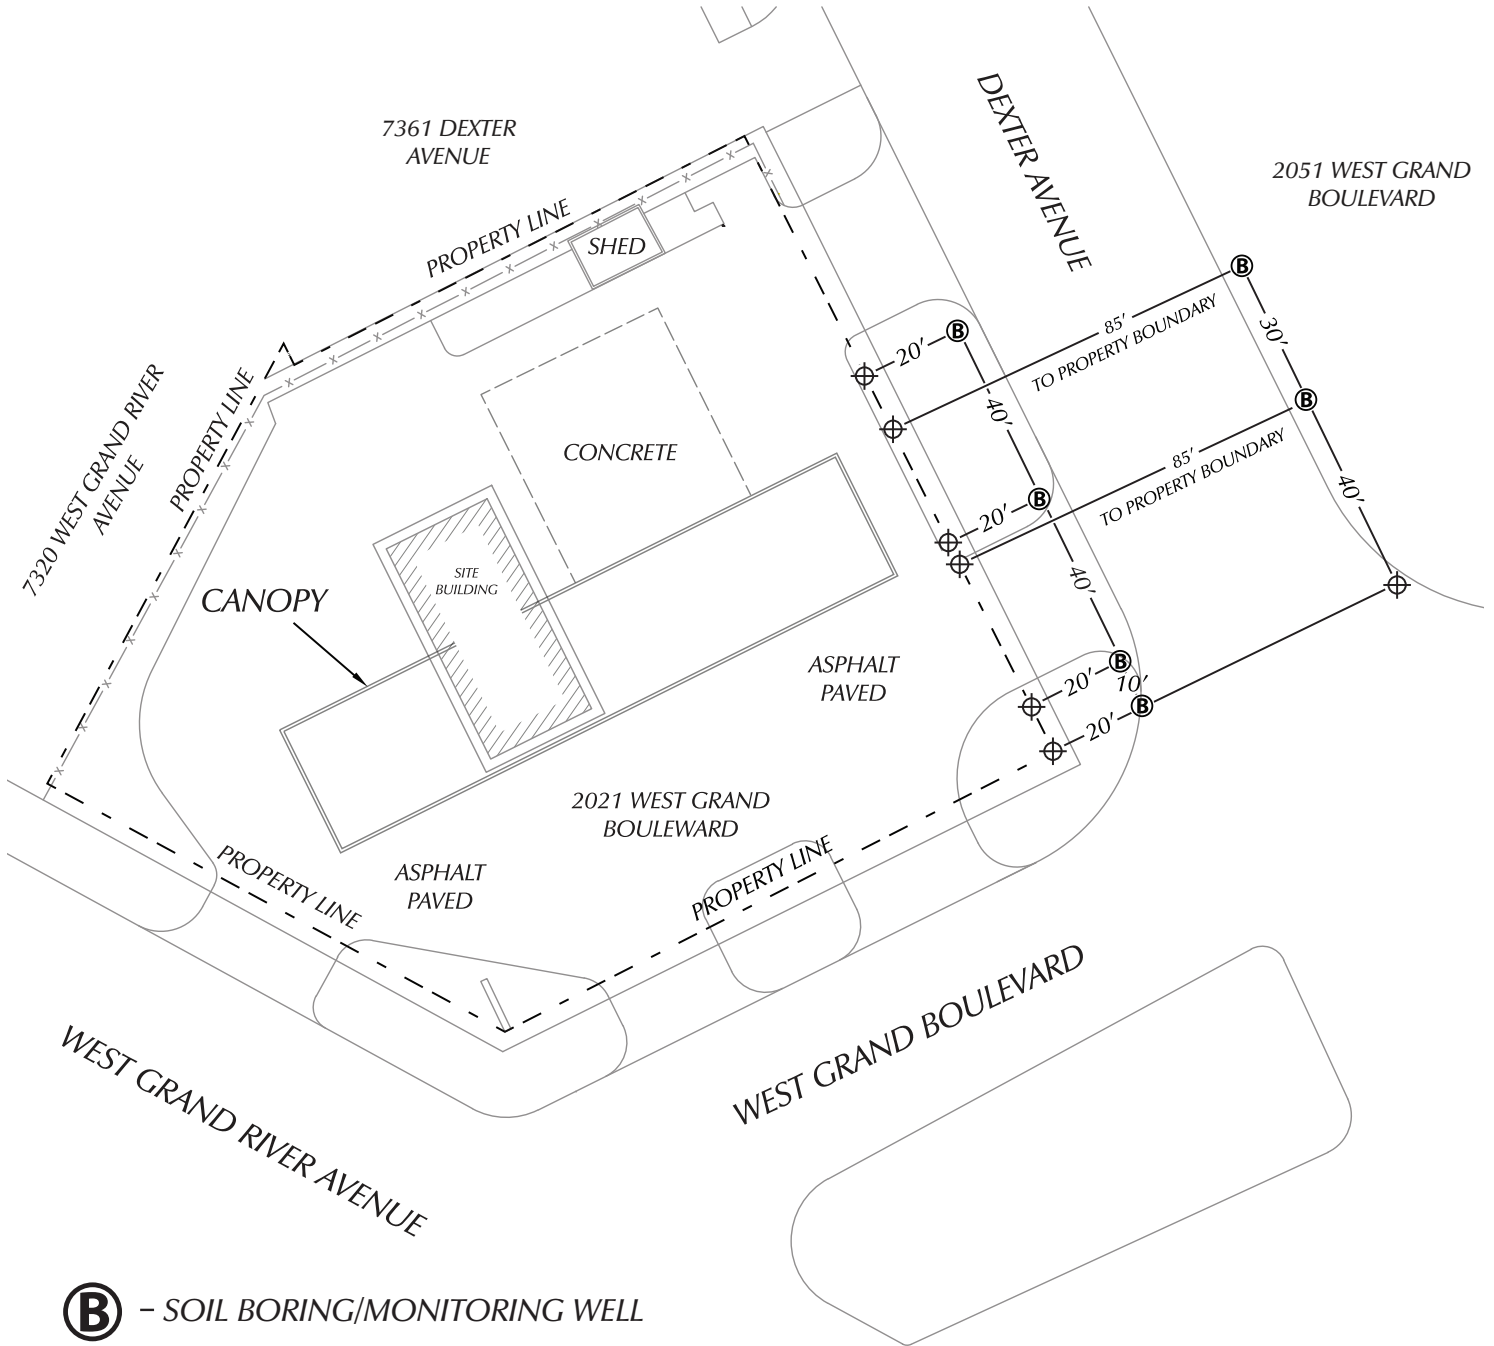 7361 DEXTER
AVENUE
DEXTER AVENUE
2051 WEST GRAND
BOULEVARD
PROPERTY LINE
SHED
B
B
20'
85'
TO PROPERTY BOUNDARY
30'
7320 WEST GRAND RIVER
AVENUE
PROPERTY LINE
B
40'
CONCRETE
85'
TO PROPERTY BOUNDARY
40'
B
20'
SITE
BUILDING
CANOPY
40'
ASPHALT
PAVED
B
20'
10'
B
20'
2021 WEST GRAND
BOULEWARD
PROPERTY LINE
PROPERTY LINE
ASPHALT
PAVED
WEST GRAND BOULEVARD
WEST GRAND RIVER AVENUE
B – SOIL BORING/MONITORING WELL